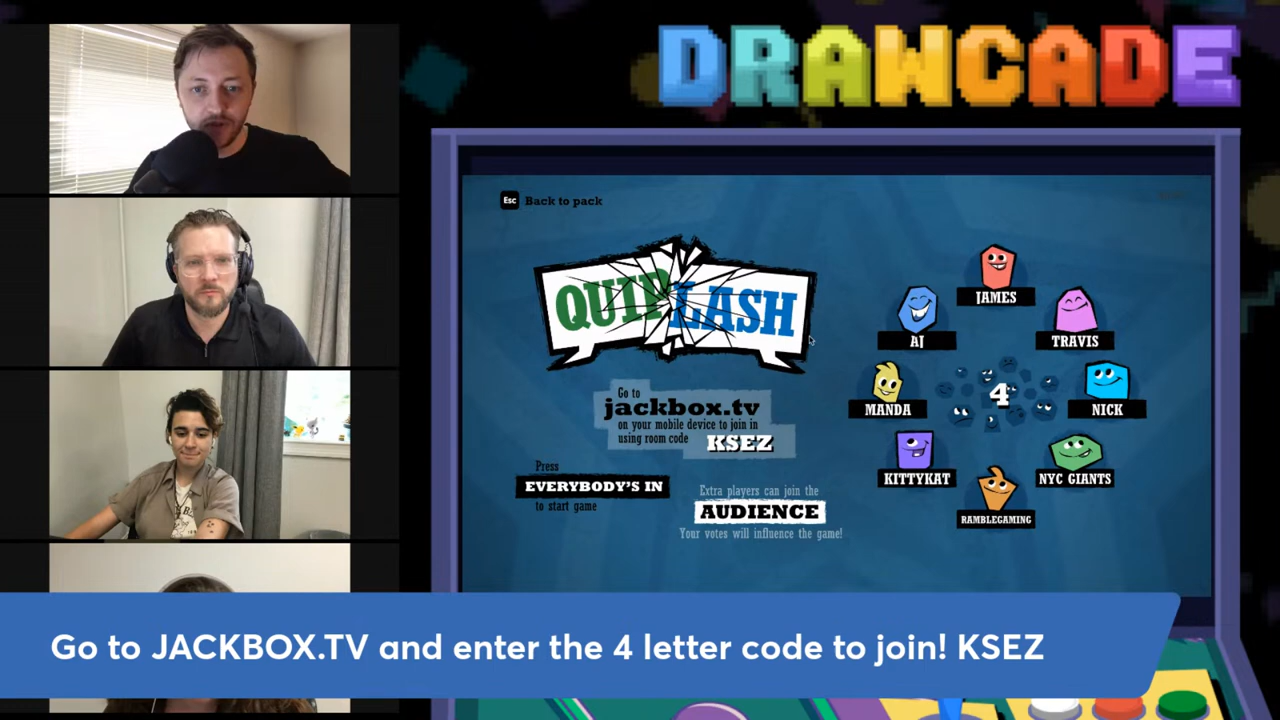 DRAWCADE
Esc Back to pack
QUIPLASH
Go to
jackbox.tv
on your mobile device to join in
using room code KSEZ
Press
EVERYBODY'S IN
to start game
Extra players can join the
AUDIENCE
Your votes will influence the game!
JAMES
AJ
TRAVIS
MANDA
4
NICK
KITTYKAT
NYC GIANTS
RAMBLEGAMING
Go to JACKBOX.TV and enter the 4 letter code to join! KSEZ